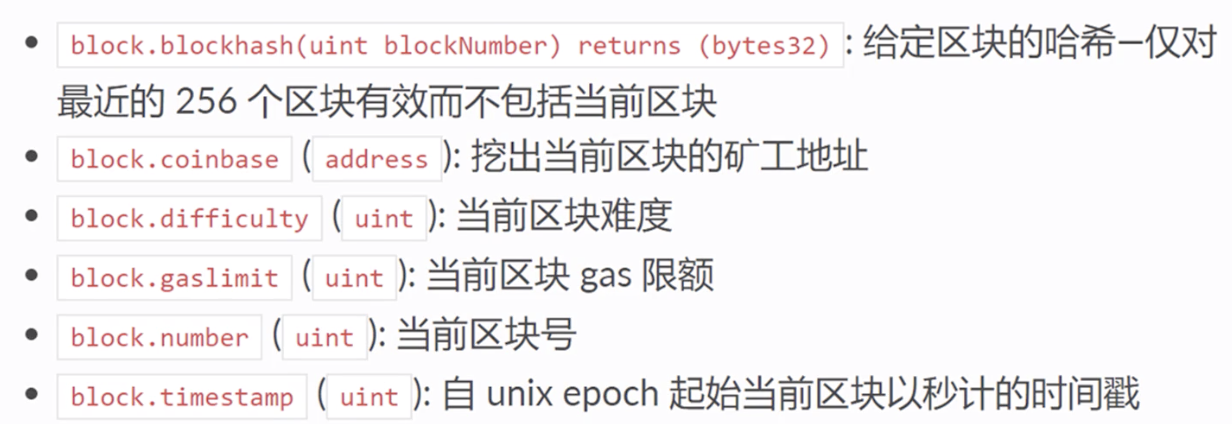 • block.blockhash(uint blockNumber) returns (bytes32) : 给定区块的哈希—仅对
最近的 256 个区块有效而不包括当前区块
• block.coinbase ( address ): 挖出当前区块的矿工地址
• block.difficulty ( uint ): 当前区块难度
• block.gaslimit ( uint ): 当前区块 gas 限额
• block.number ( uint ): 当前区块号
• block.timestamp ( uint ): 自 unix epoch 起始当前区块以秒计的时间戳